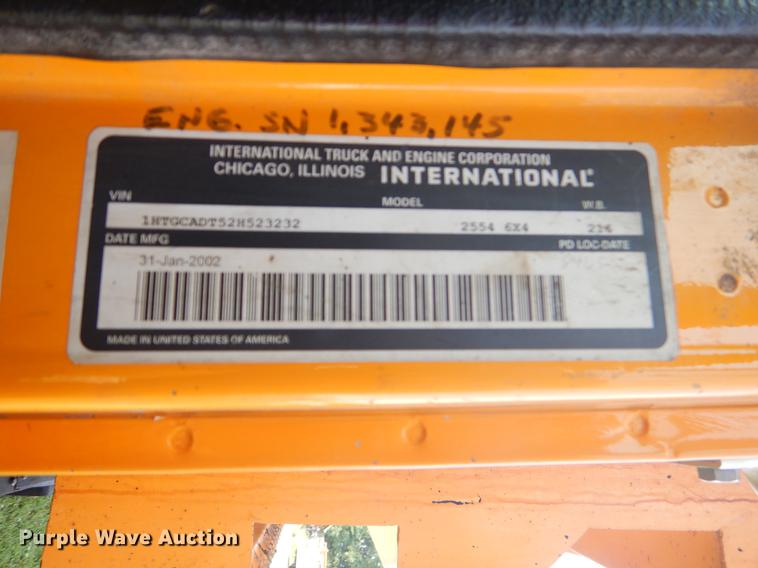 ENG. SN 1,343,145
INTERNATIONAL TRUCK AND ENGINE CORPORATION
CHICAGO, ILLINOIS INTERNATIONAL®
VIN MODEL W.B.
1HTGCADT52H523232 2554 6X4
DATE MFG PD LOC-DATE
31-Jan-2002
MADE IN UNITED STATES OF AMERICA
Purple Wave Auction